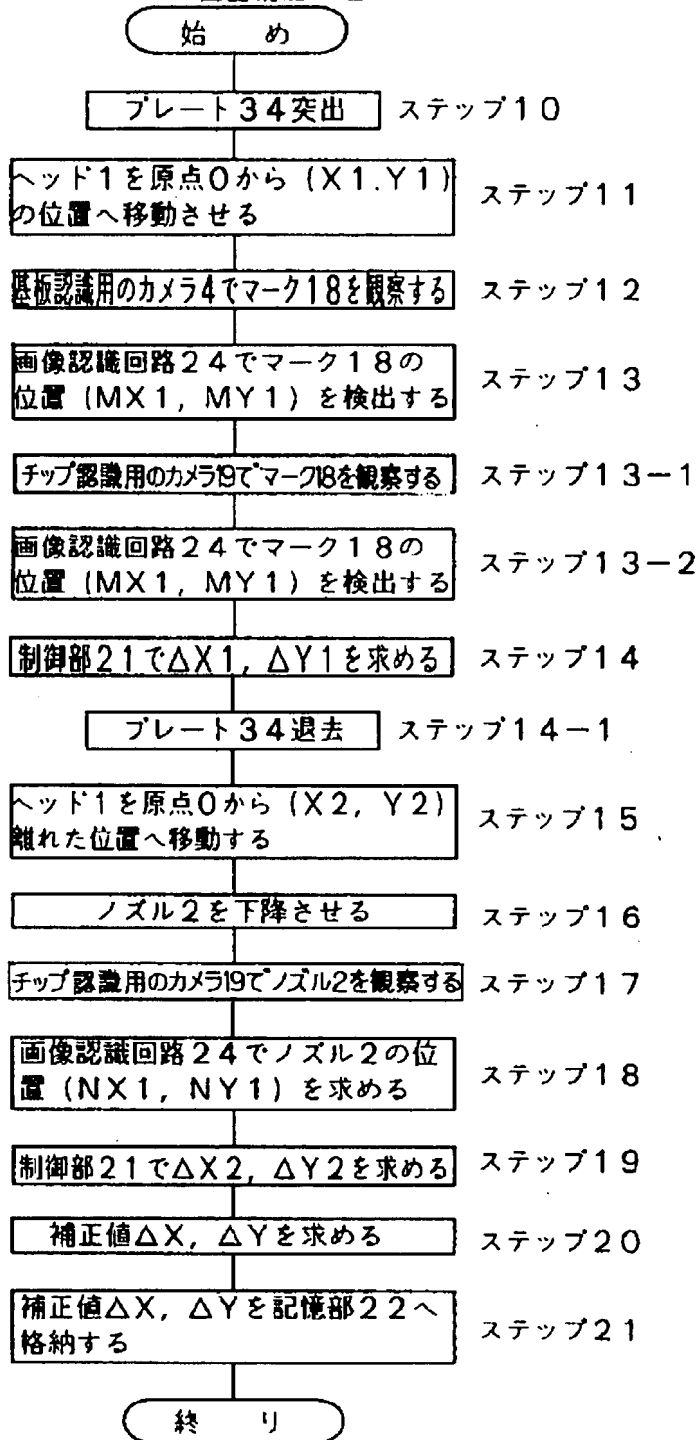 始 め
プレート34突出 ステップ10
ヘッド1を原点0から (X1.Y1)
の位置へ移動させる
ステップ11
基板認識用のカメラ4でマーク18を観察する ステップ12
画像認識回路24でマーク18の
位置 (MX1, MY1) を検出する
ステップ13
チップ認識用のカメラ19でマーク18を観察する ステップ13-1
画像認識回路24でマーク18の
位置 (MX1, MY1) を検出する
ステップ13-2
制御部21で△X1, △Y1を求める ステップ14
プレート34退去 ステップ14-1
ヘッド1を原点0から (X2, Y2)
離れた位置へ移動する
ステップ15
ノズル2を下降させる ステップ16
チップ認識用のカメラ19でノズル2を観察する ステップ17
画像認識回路24でノズル2の位
置 (NX1, NY1) を求める
ステップ18
制御部21で△X2, △Y2を求める ステップ19
補正値△X, △Yを求める ステップ20
補正値△X, △Yを記憶部22へ
格納する
ステップ21
終 り